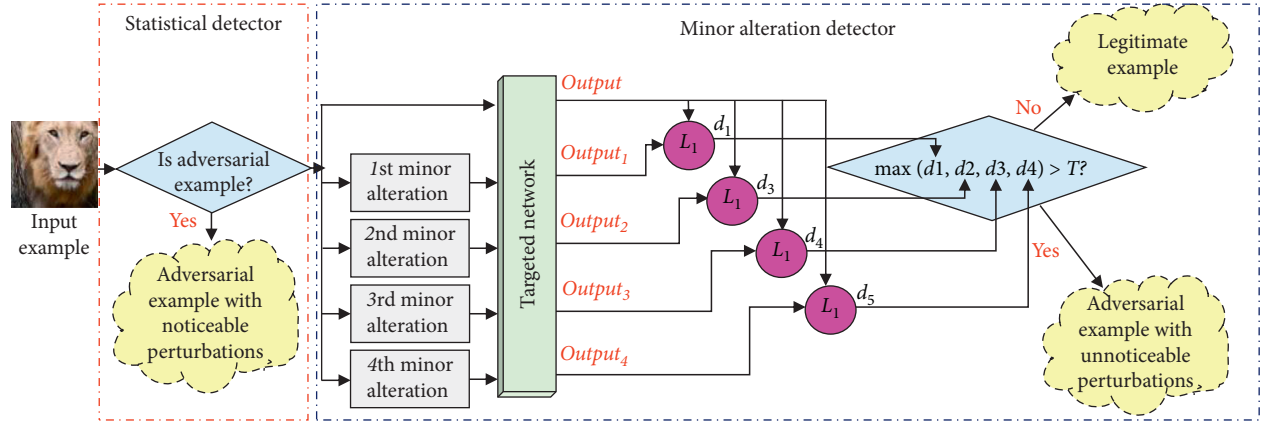 Statistical detector
Minor alteration detector
Input
example
Is adversarial
example?
Yes
Adversarial
example with
noticeable
perturbations
1st minor
alteration
2nd minor
alteration
3rd minor
alteration
4th minor
alteration
Targeted network
Output
Output₁
Output₂
Output₃
Output₄
L₁
d₁
L₁
d₃
L₁
d₄
L₁
d₅
max (d1, d2, d3, d4) > T?
No
Legitimate
example
Yes
Adversarial
example with
unnoticeable
perturbations